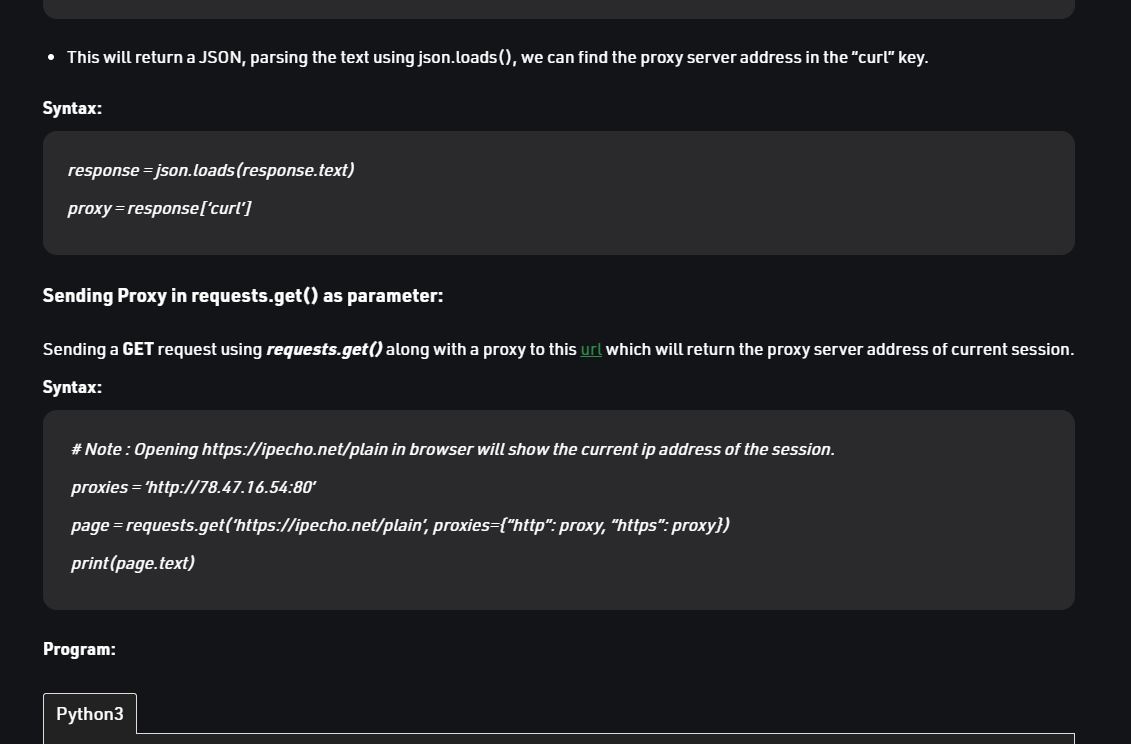 • This will return a JSON, parsing the text using json.loads(), we can find the proxy server address in the “curl” key.
Syntax:
response = json.loads(response.text)
proxy = response[‘curl’]
Sending Proxy in requests.get() as parameter:
Sending a GET request using requests.get() along with a proxy to this url which will return the proxy server address of current session.
Syntax:
# Note : Opening https://ipecho.net/plain in browser will show the current ip address of the session.
proxies = ‘http://78.47.16.54:80’
page = requests.get(‘https://ipecho.net/plain’, proxies={“http”: proxy, “https”: proxy})
print(page.text)
Program:
Python3